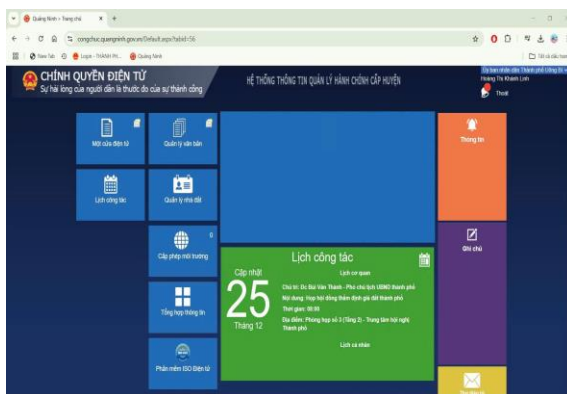 Quảng Ninh > Trang chủ
congchuc.quangninh.gov.vn/Default.aspx?tabid=56
New Tab
Quảng Ninh
CHÍNH QUYỀN ĐIỆN TỬ
Sự hài lòng của người dân là thước đo của sự thành công
HỆ THỐNG THÔNG TIN QUẢN LÝ HÀNH CHÍNH CẤP HUYỆN
Ủy ban nhân dân Thành phố Uông Bí
Hoàng Thị Khánh Linh
Thoát
Một cửa điện tử
Quản lý văn bản
Thông tin
Lịch công tác
Quản lý nhà đất
Ghi chú
Cấp phép môi trường
0
Lịch công tác
Cập nhật
25
Tháng 12
Lịch cơ quan
Chủ trì: Đc Bùi Văn Thành - Phó chủ tịch UBND thành phố
Nội dung: Họp hội đồng thẩm định giá đất thành phố
Địa điểm: Phòng họp số 3 (Tầng 2) - Trung tâm hội nghị
Thành phố
Lịch cá nhân
Tổng hợp thông tin
Phần mềm ISO Điện tử